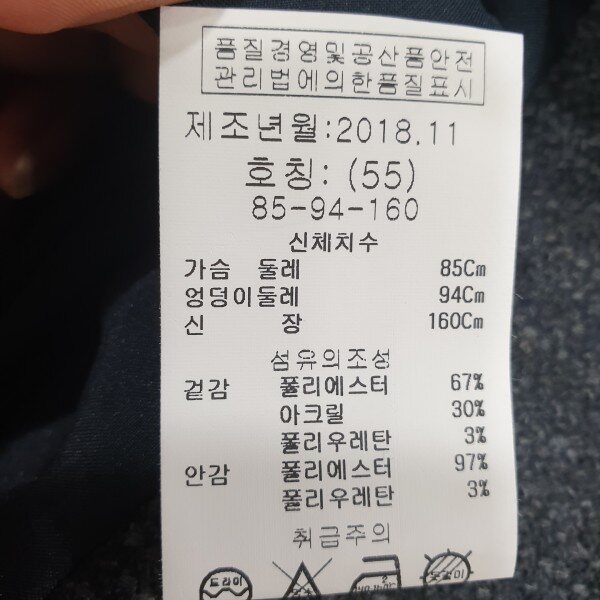 품질경영및공산품안전
관리법에의한품질표시
제조년월:2018.11
호칭: (55)
85-94-160
신체치수
가슴 둘레 85Cm
엉덩이둘레 94Cm
신 장 160Cm
섬유의조성
겉감 폴리에스터 67%
아크릴 30%
폴리우레탄 3%
안감 폴리에스터 97%
폴리우레탄 3%
취급주의
드라이